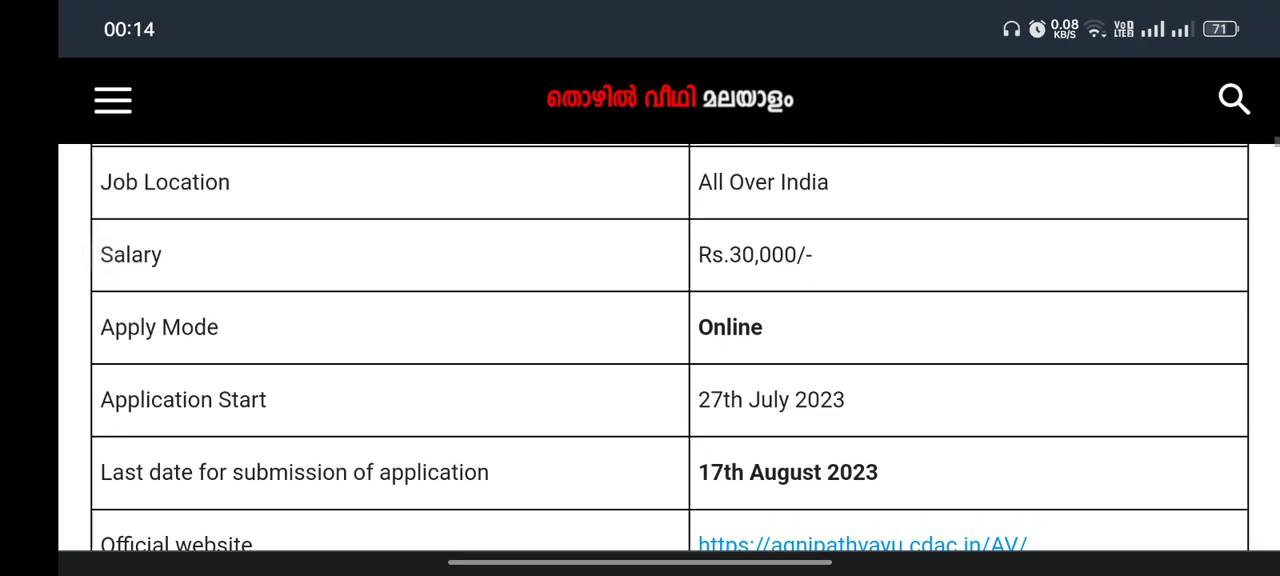 00:14 0.08 KB/S Vo LTE 71
തൊഴിൽ വീഥി മലയാളം
Job Location All Over India
Salary Rs.30,000/-
Apply Mode Online
Application Start 27th July 2023
Last date for submission of application 17th August 2023
Official website https://agnipathvayu.cdac.in/AV/